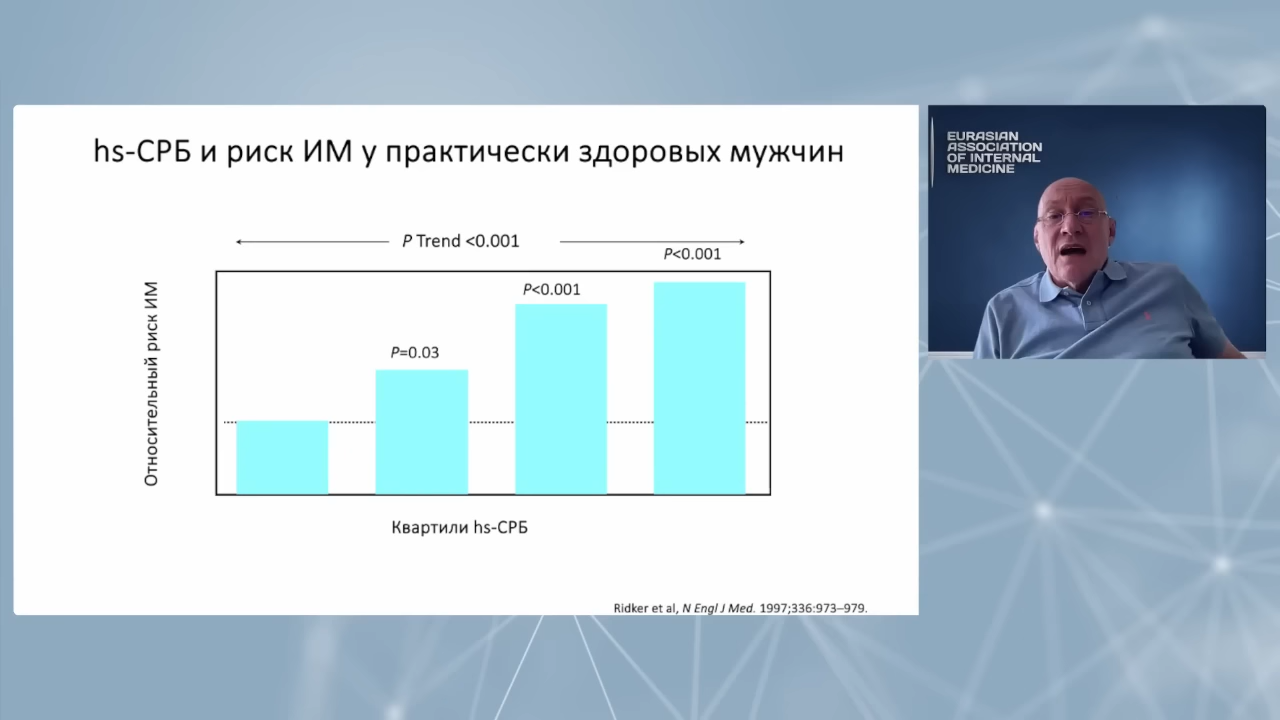 hs-СРБ и риск ИМ у практически здоровых мужчин
P Trend <0.001
P<0.001
P<0.001
P=0.03
Относительный риск ИМ
Квартили hs-СРБ
Ridker et al, N Engl J Med. 1997;336:973–979.
EURASIAN
ASSOCIATION
OF INTERNAL
MEDICINE